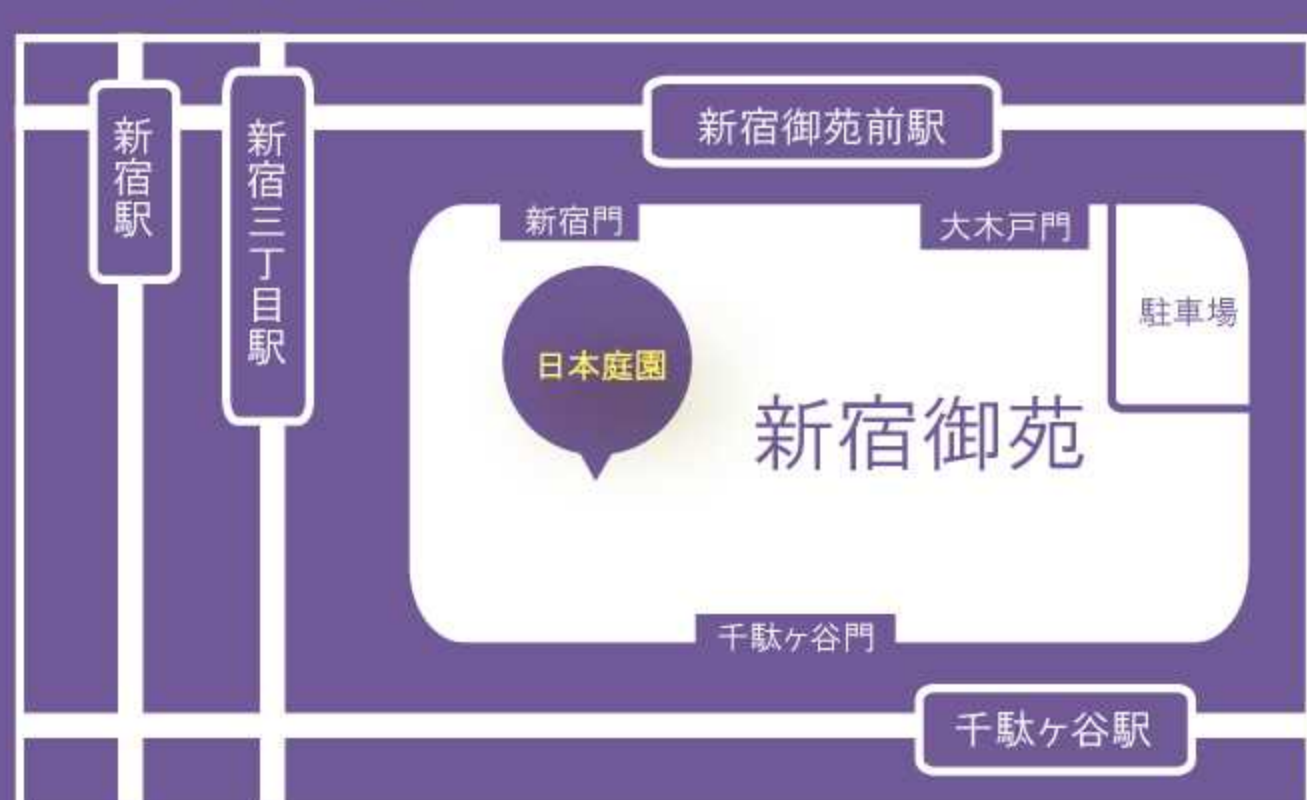 新宿駅
新宿三丁目駅
新宿御苑前駅
新宿門
大木戸門
駐車場
日本庭園
新宿御苑
千駄ヶ谷門
千駄ヶ谷駅